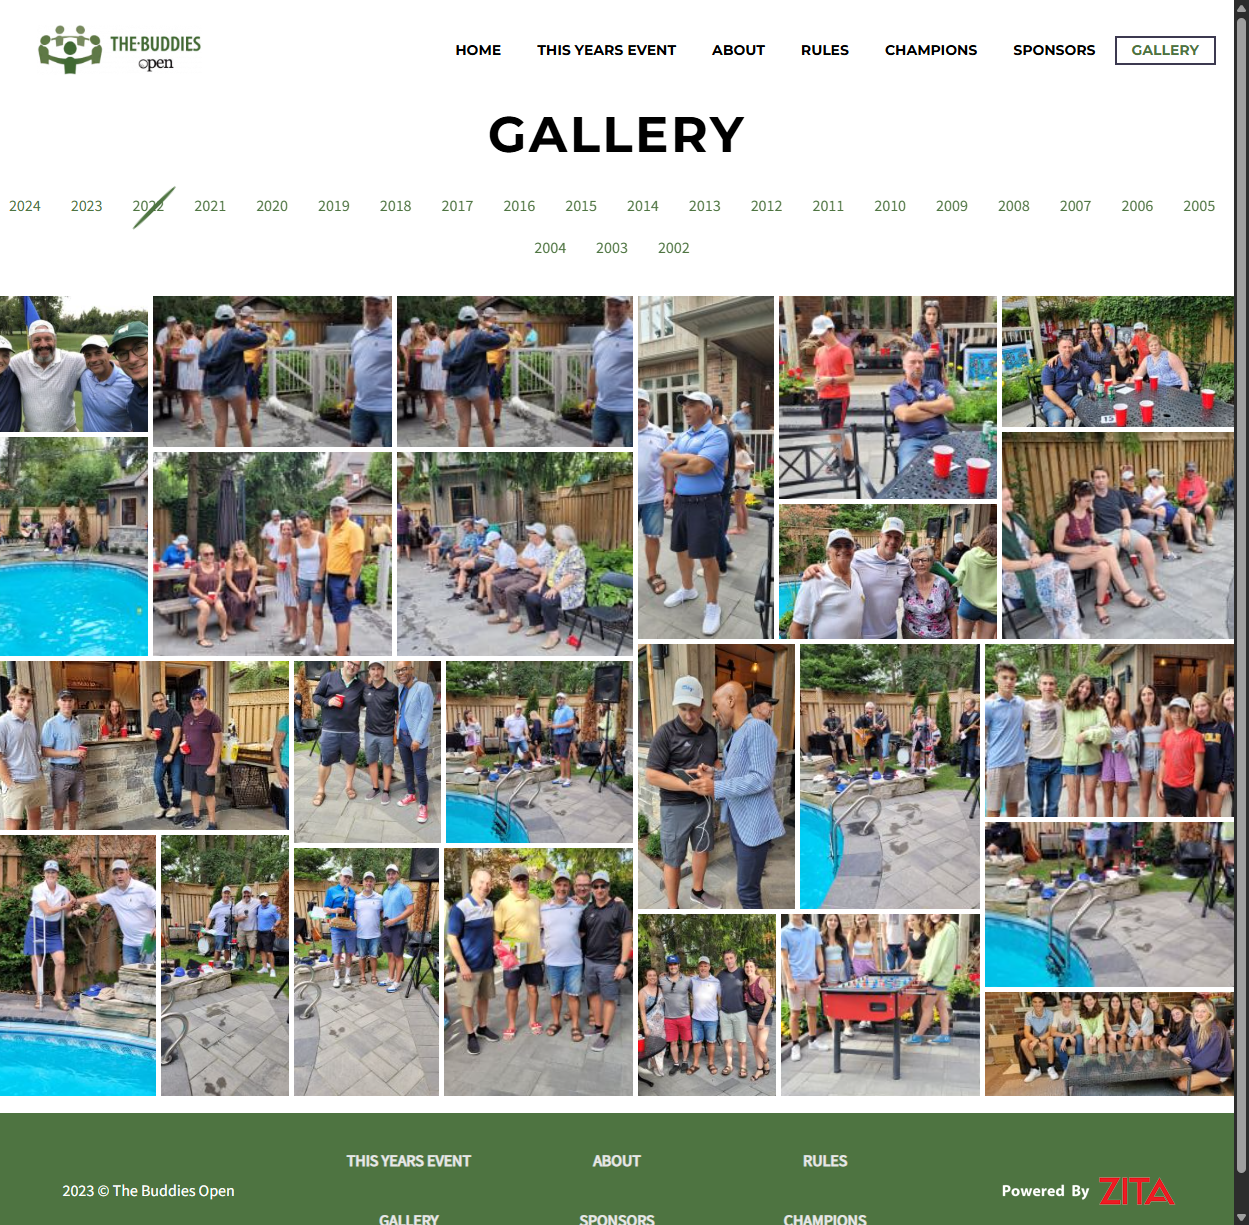 THE·BUDDIES
open
HOME THIS YEARS EVENT ABOUT RULES CHAMPIONS SPONSORS GALLERY
GALLERY
2024 2023 2022 2021 2020 2019 2018 2017 2016 2015 2014 2013 2012 2011 2010 2009 2008 2007 2006 2005
2004 2003 2002
15
THIS YEARS EVENT ABOUT RULES
2023 © The Buddies Open
Powered By ZITA
GALLERY SPONSORS CHAMPIONS